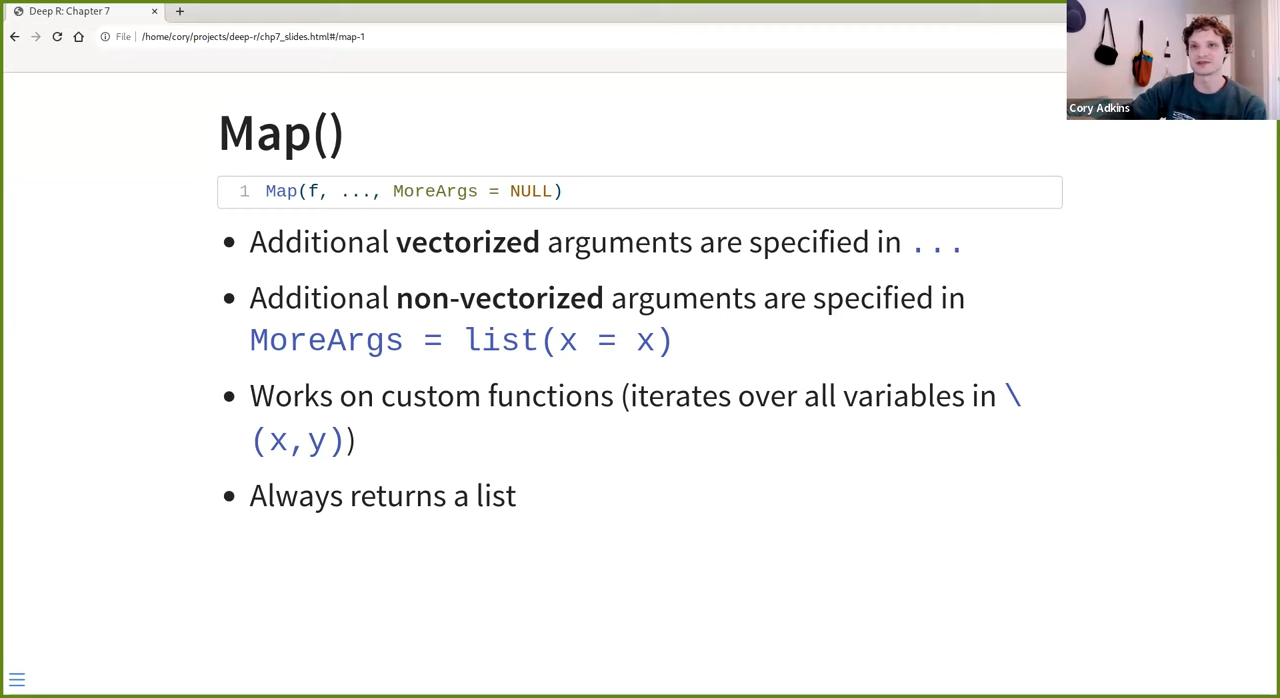 Deep R: Chapter 7
File
/home/cory/projects/deep-r/chp7_slides.html#/map-1
Cory Adkins
Map()
1 Map(f, ..., MoreArgs = NULL)
• Additional vectorized arguments are specified in ...
• Additional non-vectorized arguments are specified in
MoreArgs = list(x = x)
• Works on custom functions (iterates over all variables in \
(x,y))
• Always returns a list